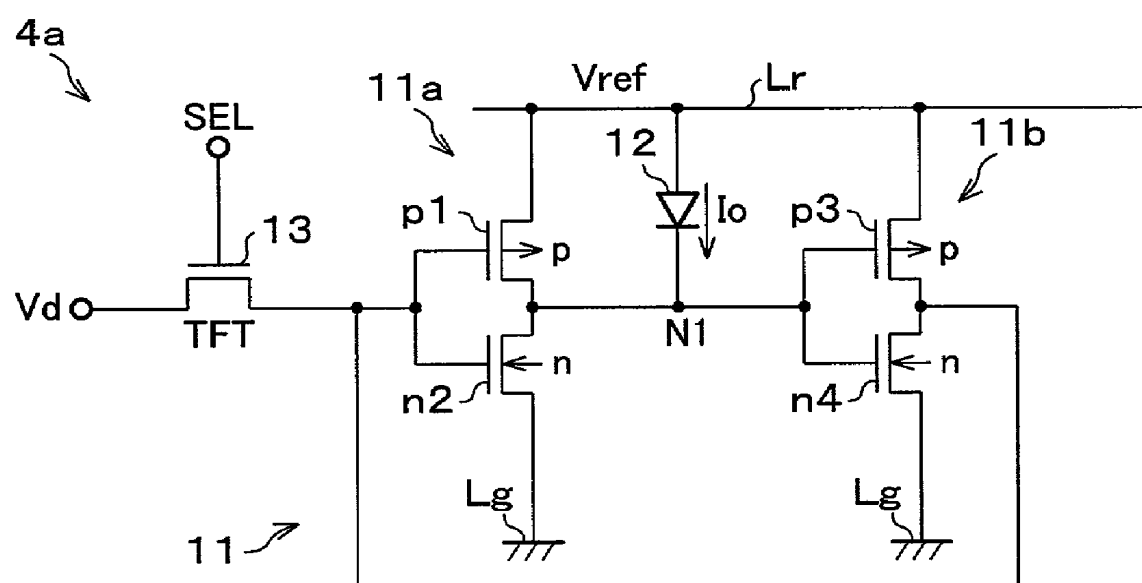 4a
Vref
Lr
11a
SEL
12
11b
p1
Io
p3
13
p
p
Vd
TFT
N1
n
n
n2
n4
Lg
Lg
11